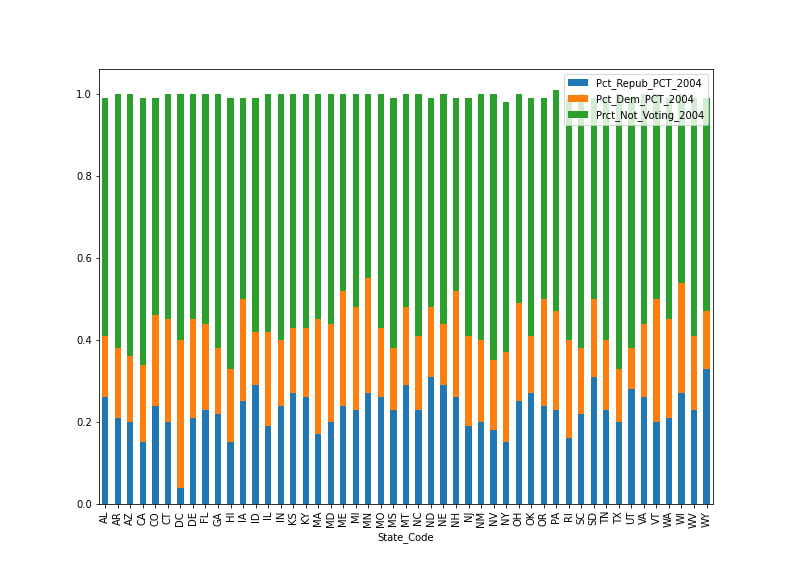 Pct_Repub_PCT_2004
Pct_Dem_PCT_2004
Prct_Not_Voting_2004
1.0
0.8
0.6
0.4
0.2
0.0
AL AR AZ CA CO CT DC DE FL GA HI IA ID IL IN KS KY MA MD ME MI MN MO MS MT NC ND NE NH NJ NM NV NY OH OK OR PA RI SC SD TN TX UT VA VT WA WI WV WY
State_Code